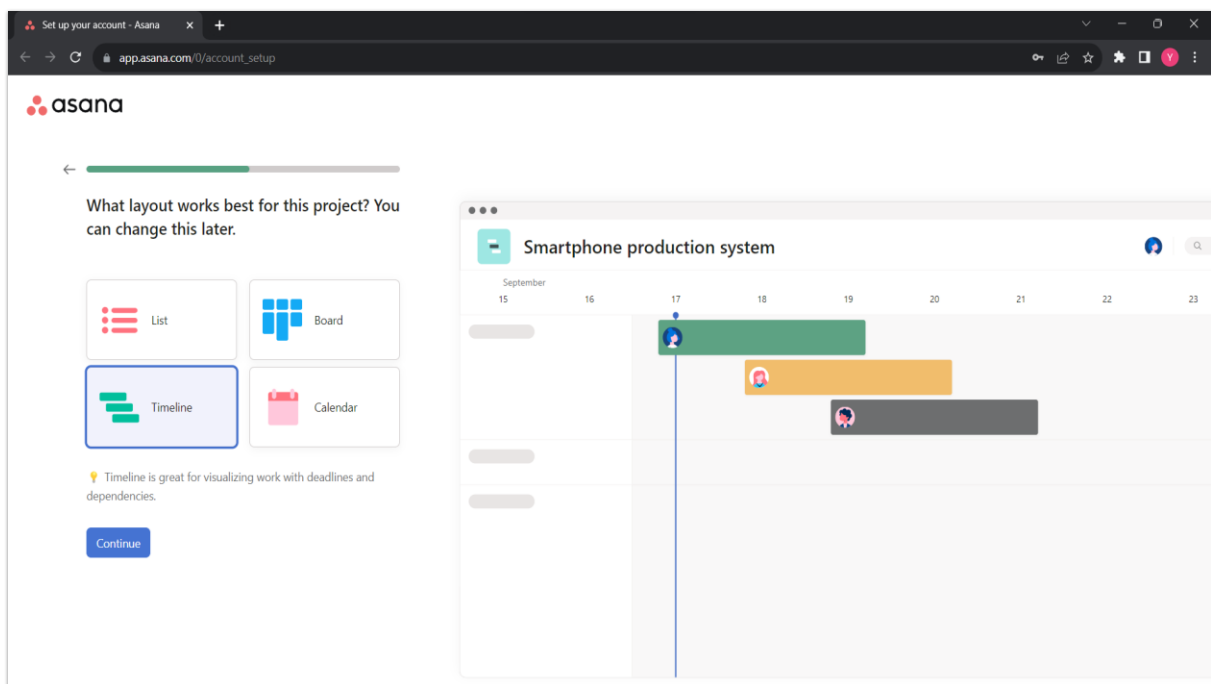 Set up your account - Asana
app.asana.com/0/account_setup
Y
asana
What layout works best for this project? You
can change this later.
List
Board
Timeline
Calendar
Timeline is great for visualizing work with deadlines and
dependencies.
Continue
Smartphone production system
September
15 16 17 18 19 20 21 22 23